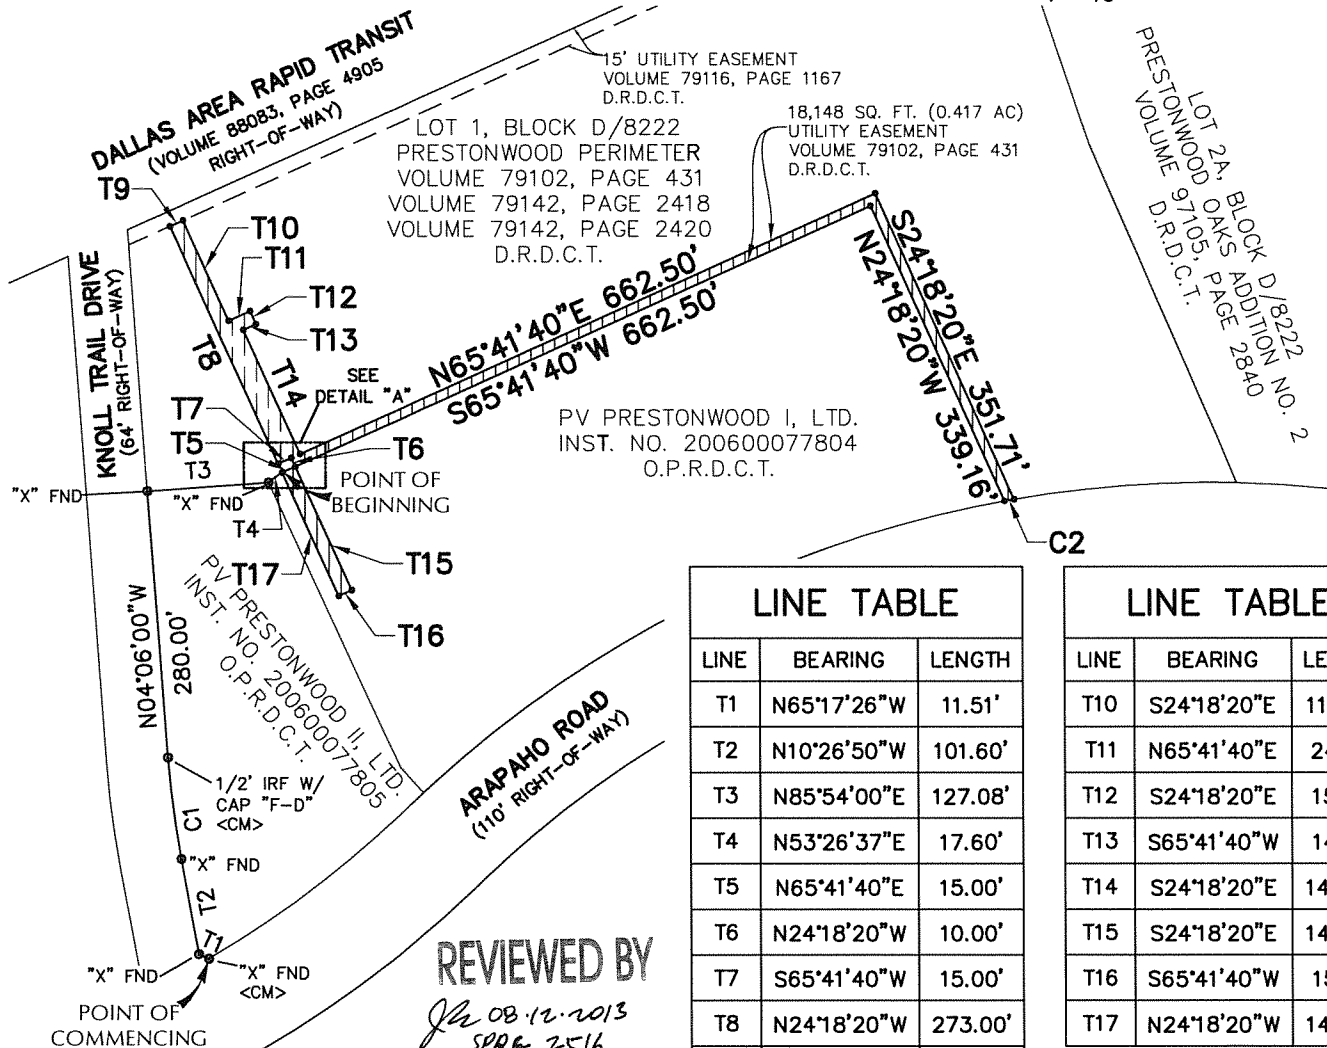 DALLAS AREA RAPID TRANSIT
(VOLUME 88083, PAGE 4905
RIGHT-OF-WAY)
15' UTILITY EASEMENT
VOLUME 79116, PAGE 1167
D.R.D.C.T.
18,148 SQ. FT. (0.417 AC)
UTILITY EASEMENT
VOLUME 79102, PAGE 431
D.R.D.C.T.
LOT 1, BLOCK D/8222
PRESTONWOOD PERIMETER
VOLUME 79102, PAGE 431
VOLUME 79142, PAGE 2418
VOLUME 79142, PAGE 2420
D.R.D.C.T.
LOT 2A, BLOCK D/8222
PRESTONWOOD OAKS ADDITION NO. 2
VOLUME 97105, PAGE 2840
D.R.D.C.T.
T9
T10
T11
T12
T13
T8
T14
KNOLL TRAIL DRIVE
(64' RIGHT-OF-WAY)
SEE
DETAIL "A"
N65°41'40"E 662.50'
S65°41'40"W 662.50'
S24°18'20"E 351.71'
N24°18'20"W 339.16'
PV PRESTONWOOD I, LTD.
INST. NO. 200600077804
O.P.R.D.C.T.
T7
T5
T3
T6
"X" FND
"X" FND
POINT OF
BEGINNING
T4
C2
T17
T15
T16
PV PRESTONWOOD II, LTD.
INST. NO. 200600077805
O.P.R.D.C.T.
N04°06'00"W
280.00'
1/2' IRF W/
CAP "F-D"
<CM>
C1
"X" FND
T2
T1
"X" FND
"X" FND
<CM>
POINT OF
COMMENCING
ARAPAHO ROAD
(110' RIGHT-OF-WAY)
REVIEWED BY
08.12.2013
SPRG 2516
LINE TABLE
LINE BEARING LENGTH
T1 N65°17'26"W 11.51'
T2 N10°26'50"W 101.60'
T3 N85°54'00"E 127.08'
T4 N53°26'37"E 17.60'
T5 N65°41'40"E 15.00'
T6 N24°18'20"W 10.00'
T7 S65°41'40"W 15.00'
T8 N24°18'20"W 273.00'
LINE TABLE
LINE BEARING LE
T10 S24°18'20"E 11
T11 N65°41'40"E 2
T12 S24°18'20"E 15
T13 S65°41'40"W 14
T14 S24°18'20"E 14
T15 S24°18'20"E 14
T16 S65°41'40"W 15
T17 N24°18'20"W 14